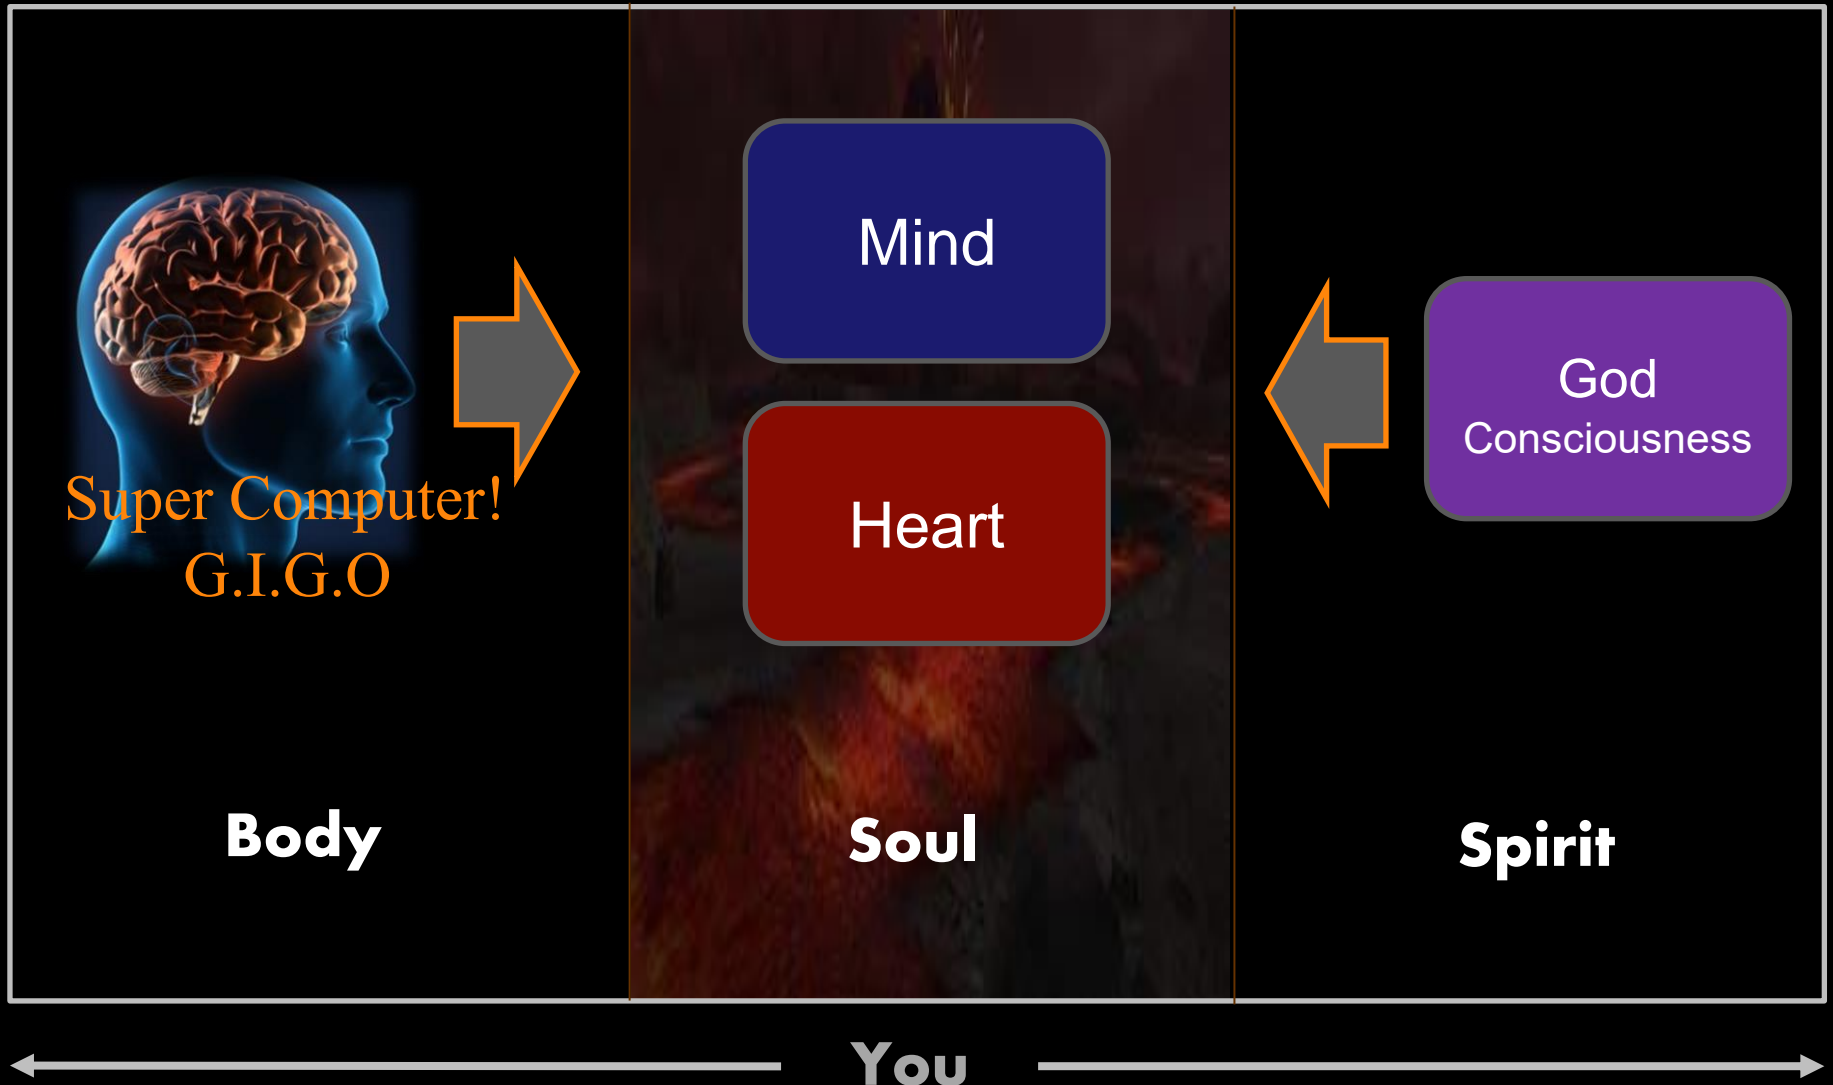 Super Computer!
G.I.G.O
Body
Mind
Heart
Soul
God
Consciousness
Spirit
You